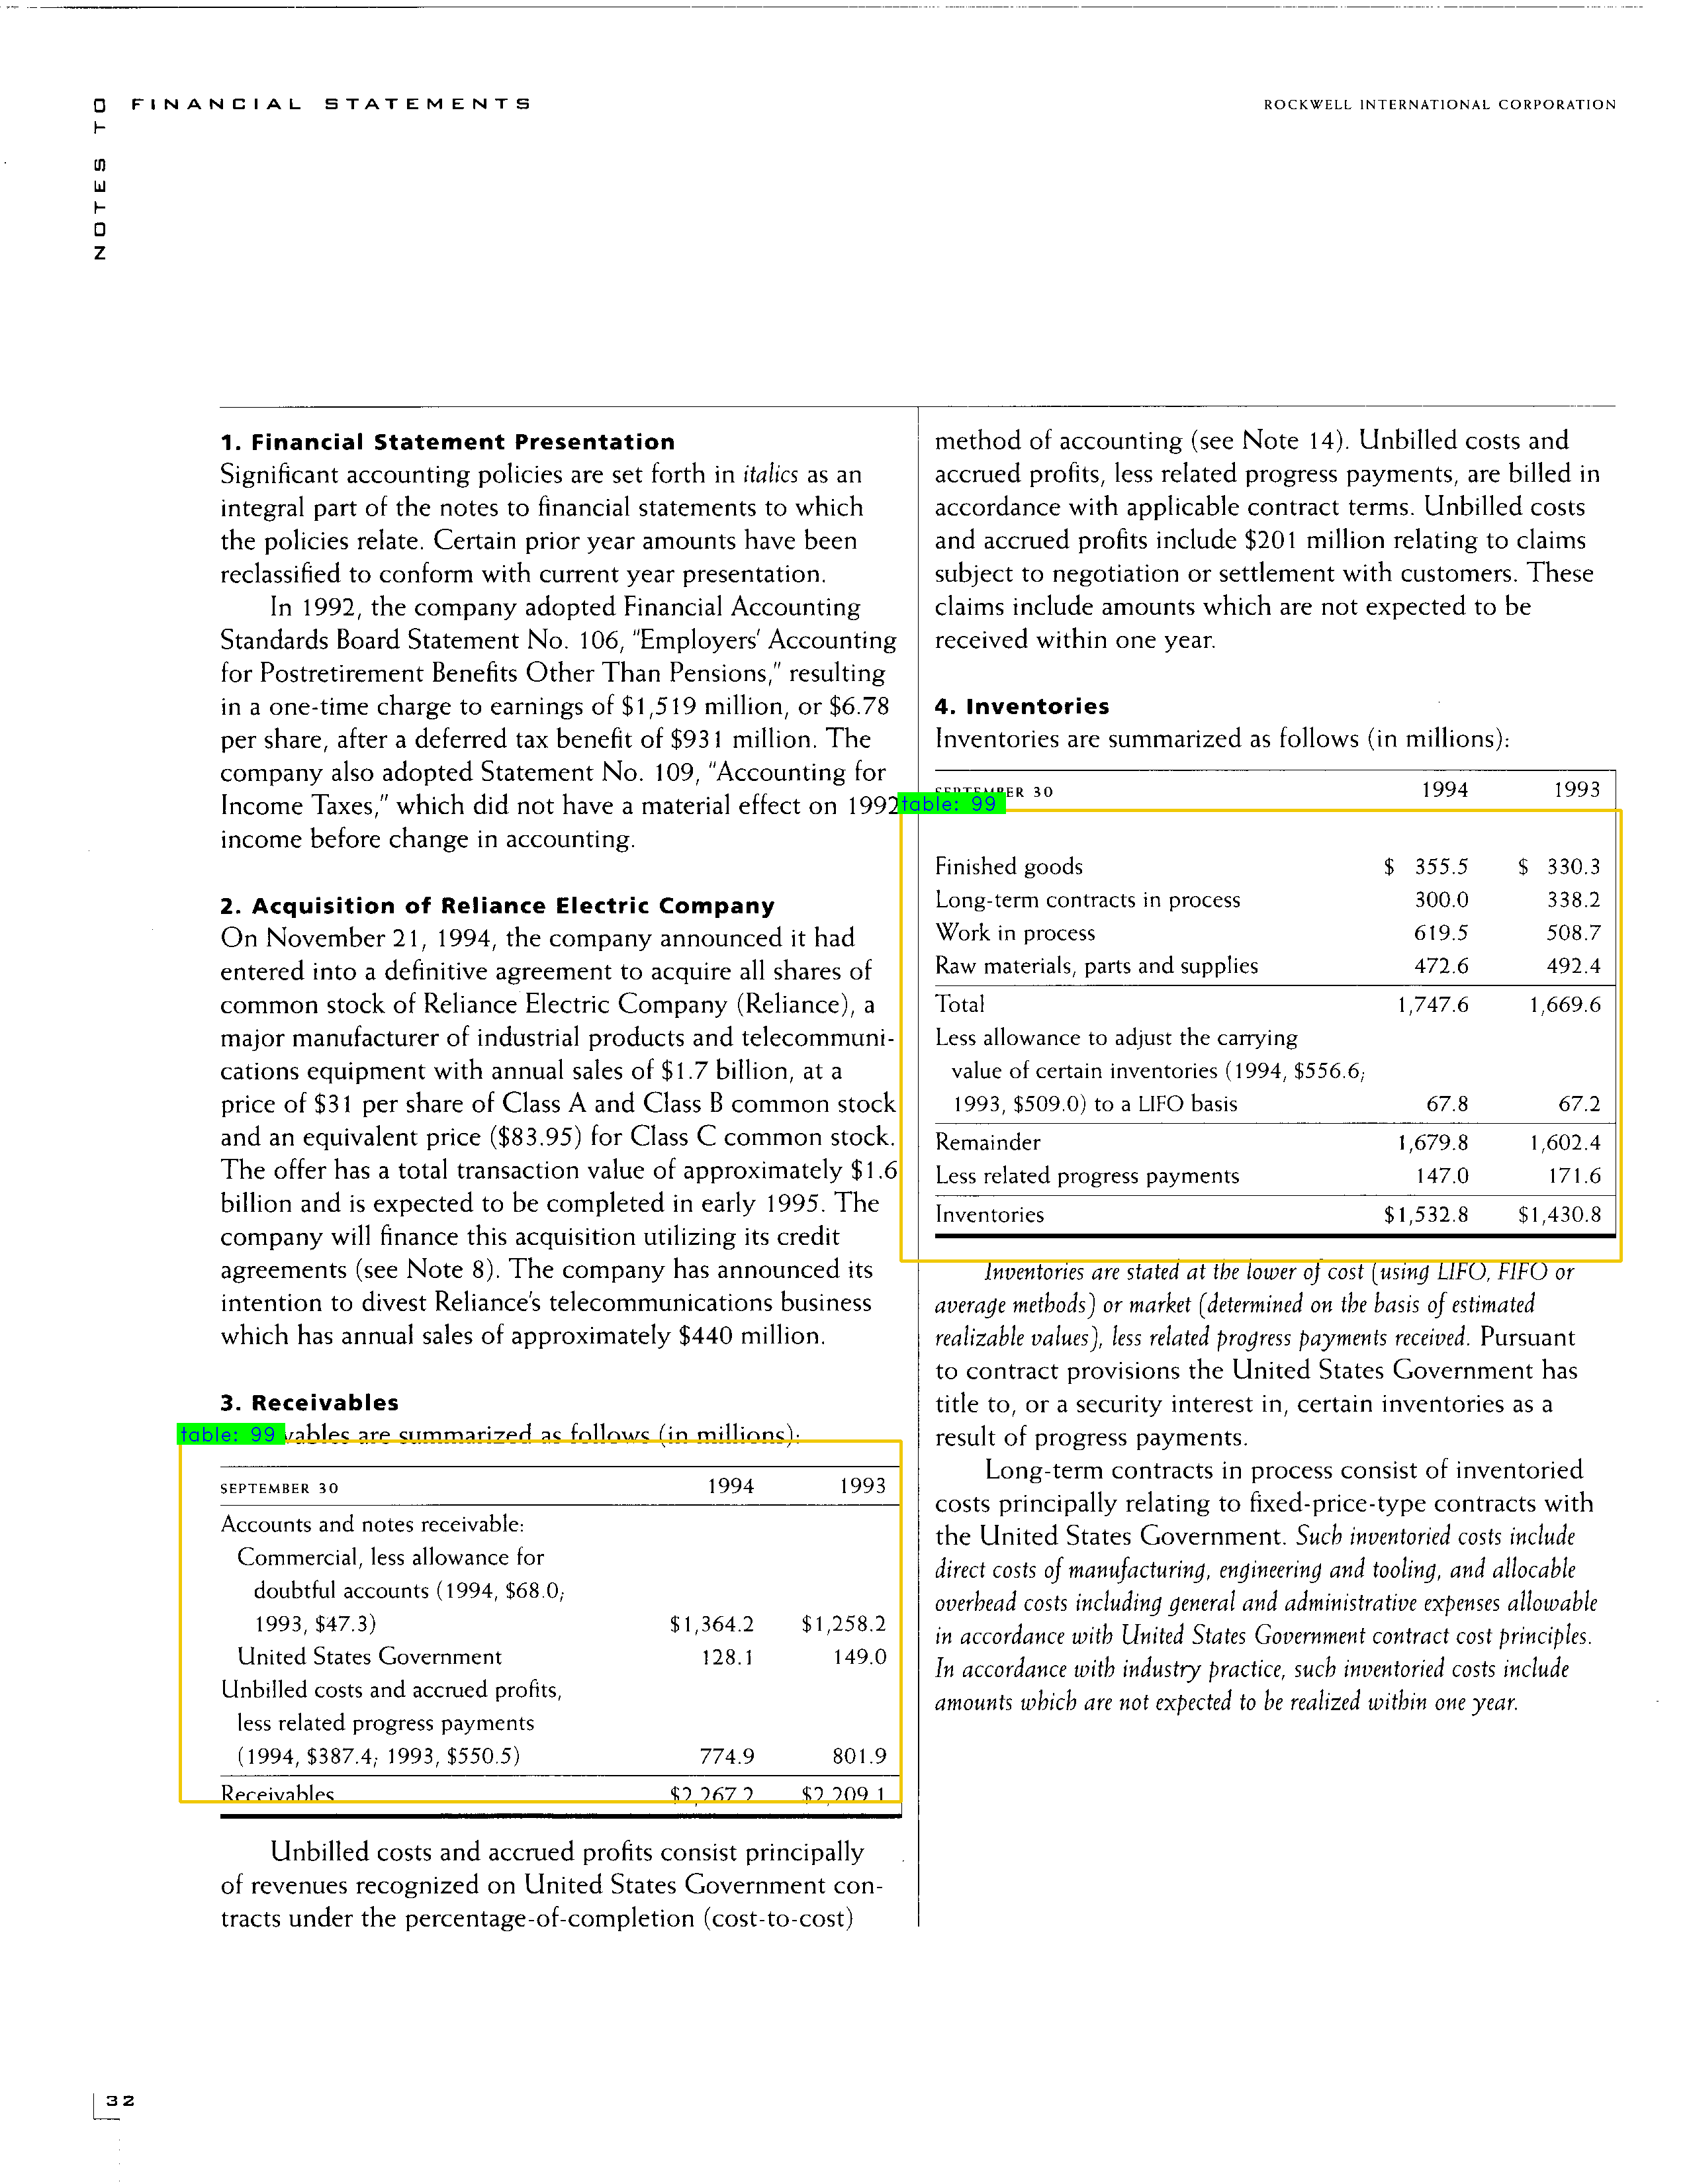 NOTES TO
FINANCIAL STATEMENTS
ROCKWELL INTERNATIONAL CORPORATION
1. Financial Statement Presentation
Significant accounting policies are set forth in italics as an
integral part of the notes to financial statements to which
the policies relate. Certain prior year amounts have been
reclassified to conform with current year presentation.
In 1992, the company adopted Financial Accounting
Standards Board Statement No. 106, "Employers' Accounting
for Postretirement Benefits Other Than Pensions," resulting
in a one-time charge to earnings of $1,519 million, or $6.78
per share, after a deferred tax benefit of $931 million. The
company also adopted Statement No. 109, "Accounting for
Income Taxes," which did not have a material effect on 1992
income before change in accounting.
2. Acquisition of Reliance Electric Company
On November 21, 1994, the company announced it had
entered into a definitive agreement to acquire all shares of
common stock of Reliance Electric Company (Reliance), a
major manufacturer of industrial products and telecommuni-
cations equipment with annual sales of $1.7 billion, at a
price of $31 per share of Class A and Class B common stock
and an equivalent price ($83.95) for Class C common stock.
The offer has a total transaction value of approximately $1.6
billion and is expected to be completed in early 1995. The
company will finance this acquisition utilizing its credit
agreements (see Note 8). The company has announced its
intention to divest Reliance's telecommunications business
which has annual sales of approximately $440 million.
3. Receivables
table: 99 vables are summarized as follows (in millions):
SEPTEMBER 30 1994 1993
Accounts and notes receivable:
Commercial, less allowance for
doubtful accounts (1994, $68.0;
1993, $47.3) $1,364.2 $1,258.2
United States Government 128.1 149.0
Unbilled costs and accrued profits,
less related progress payments
(1994, $387.4; 1993, $550.5) 774.9 801.9
Receivables $2,267.2 $2,209.1
Unbilled costs and accrued profits consist principally
of revenues recognized on United States Government con-
tracts under the percentage-of-completion (cost-to-cost)
method of accounting (see Note 14). Unbilled costs and
accrued profits, less related progress payments, are billed in
accordance with applicable contract terms. Unbilled costs
and accrued profits include $201 million relating to claims
subject to negotiation or settlement with customers. These
claims include amounts which are not expected to be
received within one year.
4. Inventories
Inventories are summarized as follows (in millions):
SEPTEMBER 30 1994 1993
table: 99
Finished goods $ 355.5 $ 330.3
Long-term contracts in process 300.0 338.2
Work in process 619.5 508.7
Raw materials, parts and supplies 472.6 492.4
Total 1,747.6 1,669.6
Less allowance to adjust the carrying
value of certain inventories (1994, $556.6;
1993, $509.0) to a LIFO basis 67.8 67.2
Remainder 1,679.8 1,602.4
Less related progress payments 147.0 171.6
Inventories $1,532.8 $1,430.8
Inventories are stated at the lower of cost (using LIFO, FIFO or
average methods) or market (determined on the basis of estimated
realizable values), less related progress payments received. Pursuant
to contract provisions the United States Government has
title to, or a security interest in, certain inventories as a
result of progress payments.
Long-term contracts in process consist of inventoried
costs principally relating to fixed-price-type contracts with
the United States Government. Such inventoried costs include
direct costs of manufacturing, engineering and tooling, and allocable
overhead costs including general and administrative expenses allowable
in accordance with United States Government contract cost principles.
In accordance with industry practice, such inventoried costs include
amounts which are not expected to be realized within one year.
32